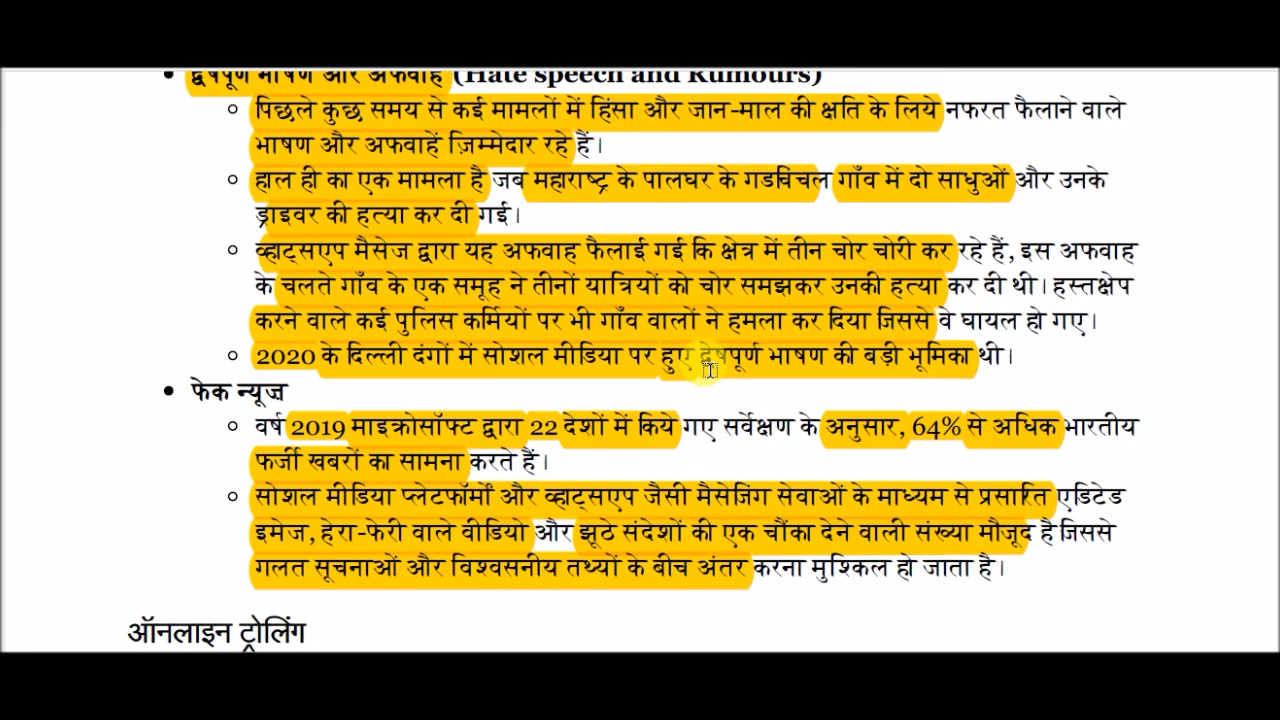 • द्वेषपूर्ण भाषण और अफवाहें (Hate speech and Rumours)
○ पिछले कुछ समय से कई मामलों में हिंसा और जान-माल की क्षति के लिये नफरत फैलाने वाले
भाषण और अफवाहें ज़िम्मेदार रहे हैं।
○ हाल ही का एक मामला है जब महाराष्ट्र के पालघर के गडचिंचल गाँव में दो साधुओं और उनके
ड्राइवर की हत्या कर दी गई।
○ व्हाट्सएप मैसेज द्वारा यह अफवाह फैलाई गई कि क्षेत्र में तीन चोर चोरी कर रहे हैं, इस अफवाह
के चलते गाँव के एक समूह ने तीनों यात्रियों को चोर समझकर उनकी हत्या कर दी थी। हस्तक्षेप
करने वाले कई पुलिस कर्मियों पर भी गाँव वालों ने हमला कर दिया जिससे वे घायल हो गए।
○ 2020 के दिल्ली दंगों में सोशल मीडिया पर हुए द्वेषपूर्ण भाषण की बड़ी भूमिका थी।
• फेक न्यूज़
○ वर्ष 2019 माइक्रोसॉफ्ट द्वारा 22 देशों में किये गए सर्वेक्षण के अनुसार, 64% से अधिक भारतीय
फर्जी खबरों का सामना करते हैं।
○ सोशल मीडिया प्लेटफॉर्मों और व्हाट्सएप जैसी मैसेजिंग सेवाओं के माध्यम से प्रसारित एडिटेड
इमेज, हेरा-फेरी वाले वीडियो और झूठे संदेशों की एक चौंका देने वाली संख्या मौजूद है जिससे
गलत सूचनाओं और विश्वसनीय तथ्यों के बीच अंतर करना मुश्किल हो जाता है।
ऑनलाइन ट्रोलिंग